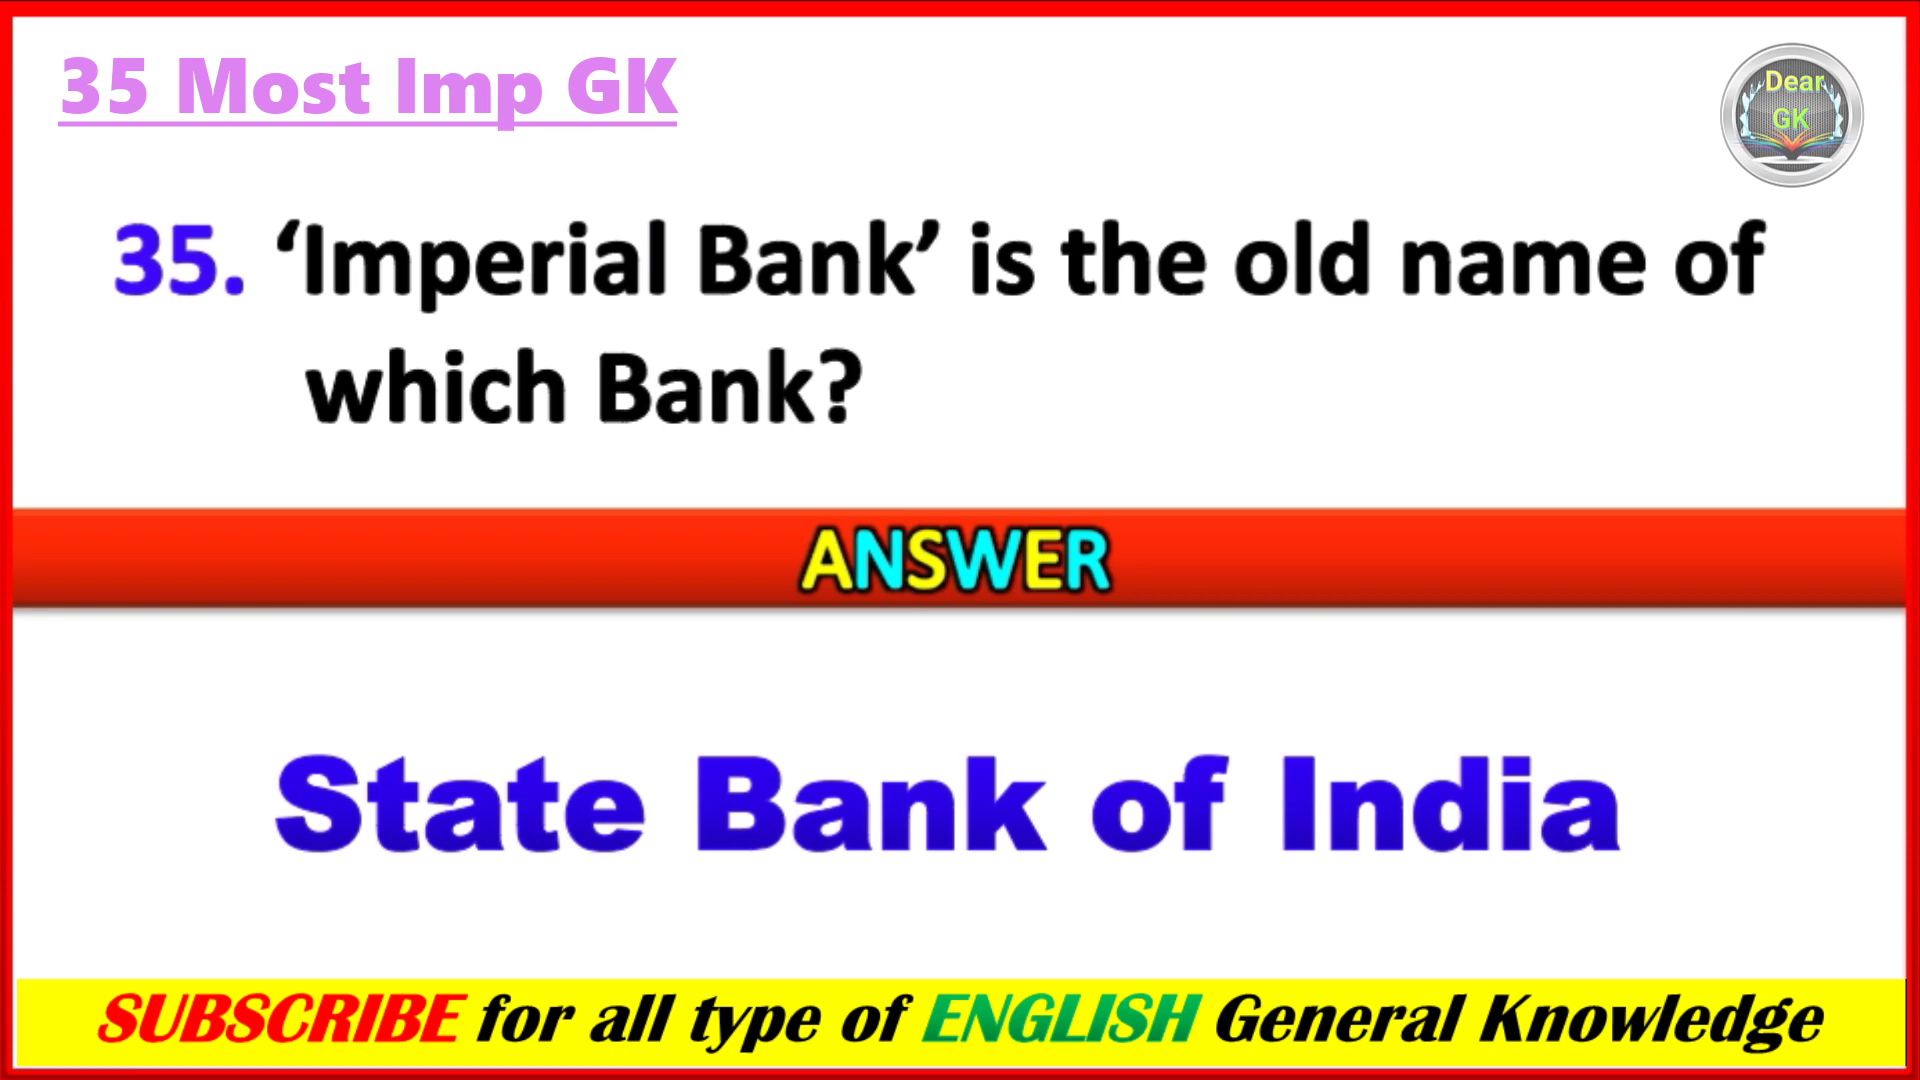 35 Most Imp GK
Dear
GK
35. ‘Imperial Bank’ is the old name of
which Bank?
ANSWER
State Bank of India
SUBSCRIBE for all type of ENGLISH General Knowledge